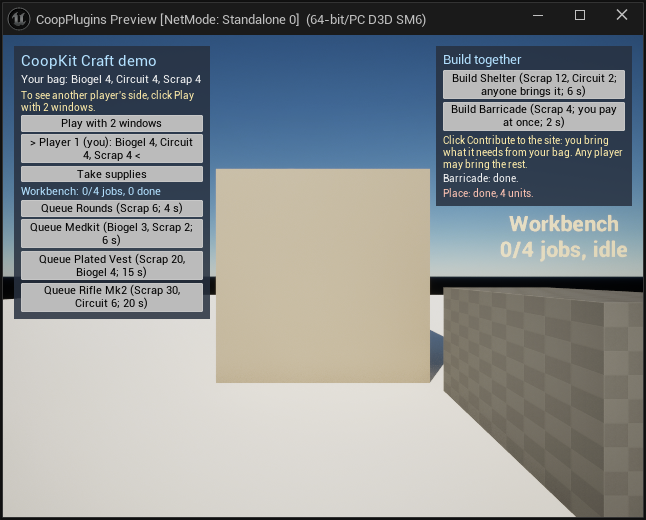 CoopPlugins Preview [NetMode: Standalone 0] (64-bit/PC D3D SM6)
CoopKit Craft demo
Your bag: Biogel 4, Circuit 4, Scrap 4
To see another player's side, click Play
with 2 windows.
Play with 2 windows
> Player 1 (you): Biogel 4, Circuit
4, Scrap 4 <
Take supplies
Workbench: 0/4 jobs, 0 done
Queue Rounds (Scrap 6; 4 s)
Queue Medkit (Biogel 3, Scrap 2;
6 s)
Queue Plated Vest (Scrap 20,
Biogel 4; 15 s)
Queue Rifle Mk2 (Scrap 30,
Circuit 6; 20 s)
Build together
Build Shelter (Scrap 12, Circuit 2;
anyone brings it; 6 s)
Build Barricade (Scrap 4; you pay
at once; 2 s)
Click Contribute to the site: you bring
what it needs from your bag. Any player
may bring the rest.
Barricade: done.
Place: done, 4 units.
Workbench
0/4 jobs, idle